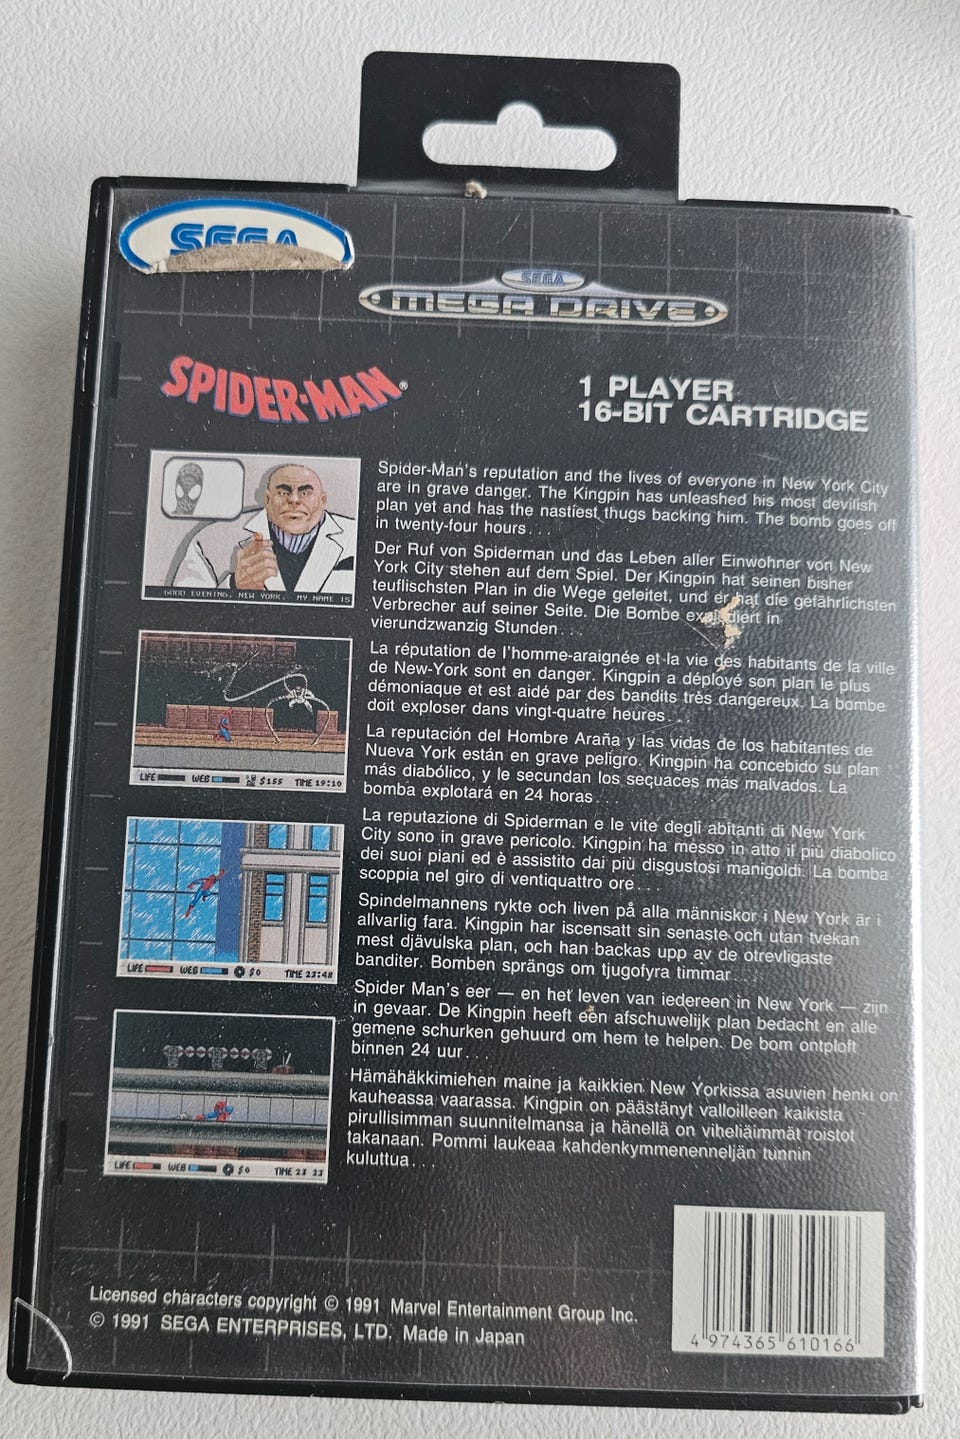 SEGA
SEGA
MEGA DRIVE
SPIDER-MAN®
1 PLAYER
16-BIT CARTRIDGE
GOOD EVENING, NEW YORK. MY NAME IS
Spider-Man's reputation and the lives of everyone in New York City
are in grave danger. The Kingpin has unleashed his most devilish
plan yet and has the nastiest thugs backing him. The bomb goes off
in twenty-four hours...
Der Ruf von Spiderman und das Leben aller Einwohner von New
York City stehen auf dem Spiel. Der Kingpin hat seinen bisher
teuflischsten Plan in die Wege geleitet, und er hat die gefährlichsten
Verbrecher auf seiner Seite. Die Bombe explodiert in
vierundzwanzig Stunden...
La réputation de l'homme-araignée et la vie des habitants de la ville
de New-York sont en danger. Kingpin a déployé son plan le plus
démoniaque et est aidé par des bandits très dangereux. La bombe
doit exploser dans vingt-quatre heures...
LIFE WEB $155 TIME 19:10
La reputación del Hombre Araña y las vidas de los habitantes de
Nueva York están en grave peligro. Kingpin ha concebido su plan
más diabólico, y le secundan los seçuaces más malvados. La
bomba explotará en 24 horas...
La reputazione di Spiderman e le vite degli abitanti di New York
City sono in grave pericolo. Kingpin ha messo in atto il più diabolico
dei suoi piani ed è assistito dai più disgustosi manigoldi. La bomba
scoppia nel giro di ventiquattro ore...
LIFE WEB $0 TIME 23:48
Spindelmannens rykte och liven på alla människor i New York är i
allvarlig fara. Kingpin har iscensatt sin senaste och utan tvekan
mest djävulska plan, och han backas upp av de otrevligaste
banditer. Bomben sprängs om tjugofyra timmar...
Spider Man's eer — en het leven van iedereen in New York — zijn
in gevaar. De Kingpin heeft een afschuwelijk plan bedacht en alle
gemene schurken gehuurd om hem te helpen. De bom ontploft
binnen 24 uur...
LIFE WEB $0 TIME 23 23
Hämähäkkimiehen maine ja kaikkien New Yorkissa asuvien henki on
kauheassa vaarassa. Kingpin on päästänyt valloilleen kaikista
pirullisimman suunnitelmansa ja hänellä on viheliäimmät roistot
takanaan. Pommi laukeaa kahdenkymmenenneljän tunnin
kuluttua...
Licensed characters copyright © 1991 Marvel Entertainment Group Inc.
© 1991 SEGA ENTERPRISES, LTD. Made in Japan
4 974365 610166